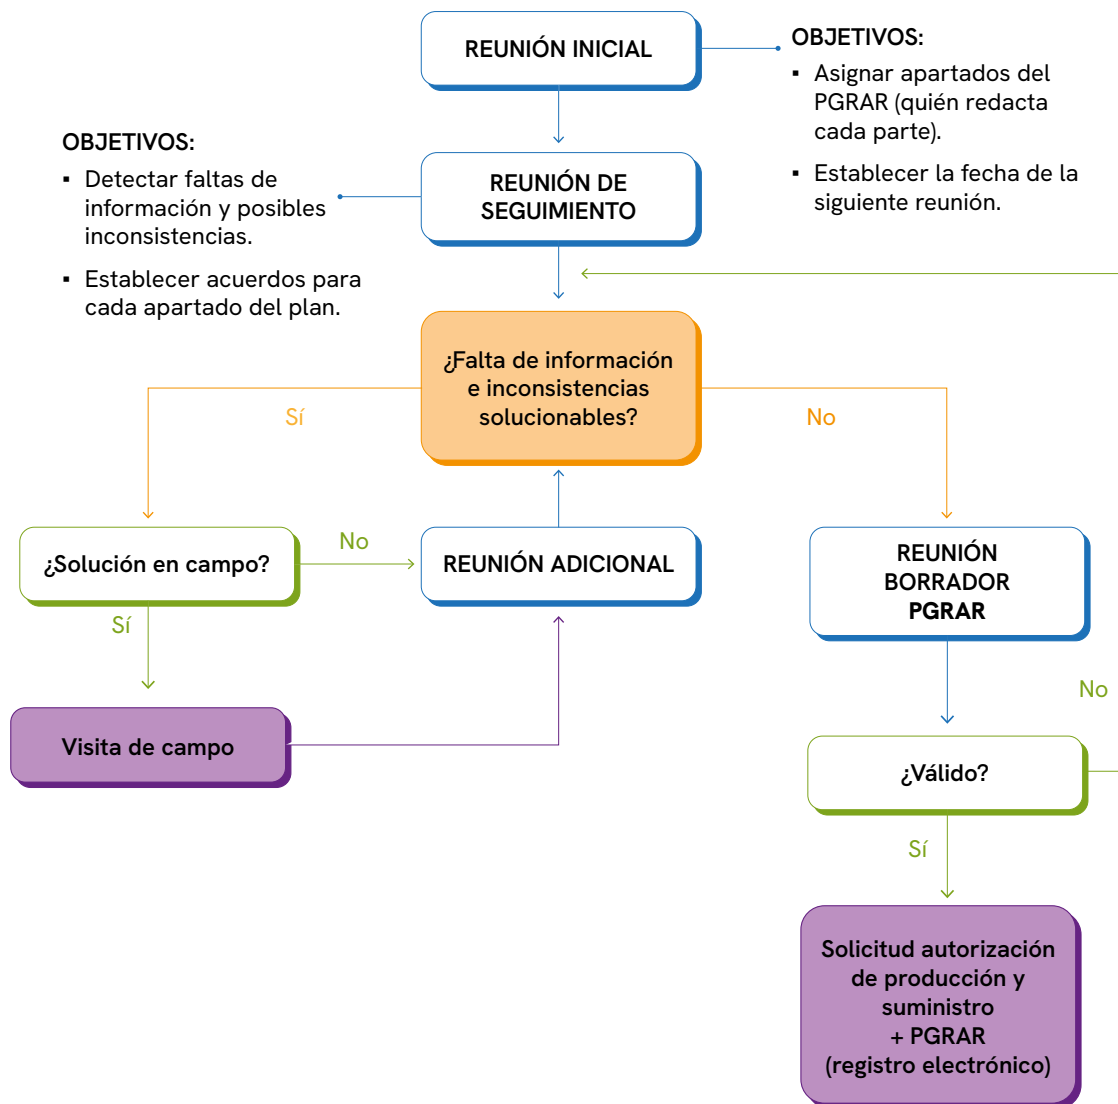 REUNIÓN INICIAL
OBJETIVOS:
▪ Asignar apartados del
PGRAR (quién redacta
cada parte).
▪ Establecer la fecha de la
siguiente reunión.
OBJETIVOS:
▪ Detectar faltas de
información y posibles
inconsistencias.
▪ Establecer acuerdos para
cada apartado del plan.
REUNIÓN DE
SEGUIMIENTO
¿Falta de información
e inconsistencias
solucionables?
Sí
No
¿Solución en campo?
No
REUNIÓN ADICIONAL
REUNIÓN
BORRADOR
PGRAR
Sí
Visita de campo
No
¿Válido?
Sí
Solicitud autorización
de producción y
suministro
+ PGRAR
(registro electrónico)